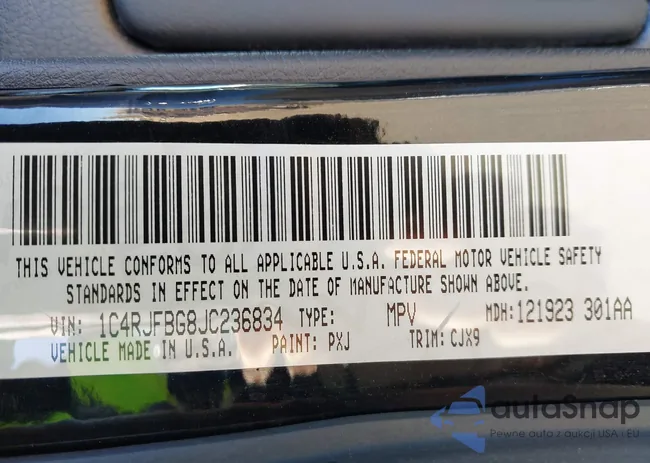 THIS VEHICLE CONFORMS TO ALL APPLICABLE U.S.A. FEDERAL MOTOR VEHICLE SAFETY
STANDARDS IN EFFECT ON THE DATE OF MANUFACTURE SHOWN ABOVE.
VIN: 1C4RJFBG8JC236834 TYPE: MPV MDH:121923 301AA
VEHICLE MADE IN U.S.A. PAINT: PXJ TRIM: CJX9
autoSnap
Pewne auta z aukcji USA i EU